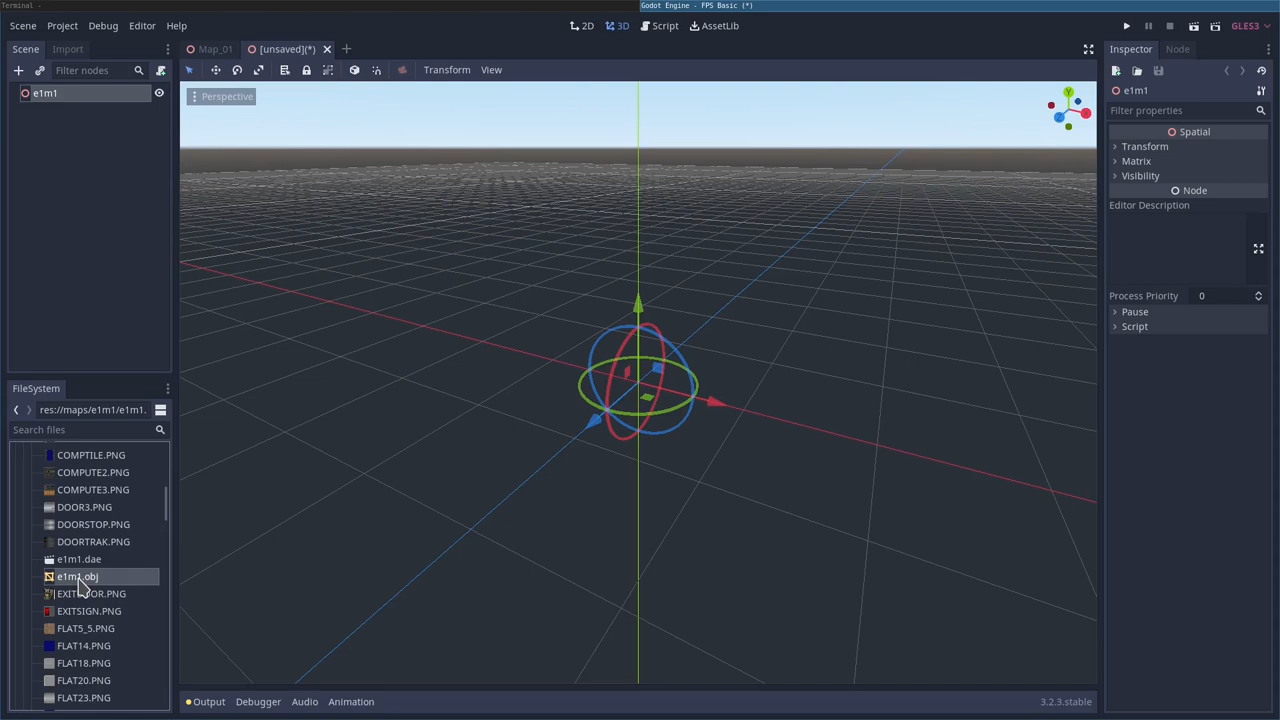 Terminal -
Godot Engine - FPS Basic (*)
Scene Project Debug Editor Help
2D 3D Script AssetLib
GLES3
Scene Import
Map_01 [unsaved](*)
Inspector Node
Filter nodes
Transform View
e1m1
Perspective
Y
X
Z
e1m1
Filter properties
Spatial
Transform
Matrix
Visibility
Node
Editor Description
Process Priority 0
Pause
Script
FileSystem
res://maps/e1m1/e1m1.
Search files
COMPTILE.PNG
COMPUTE2.PNG
COMPUTE3.PNG
DOOR3.PNG
DOORSTOP.PNG
DOORTRAK.PNG
e1m1.dae
e1m1.obj
EXITDOOR.PNG
EXITSIGN.PNG
FLAT5_5.PNG
FLAT14.PNG
FLAT18.PNG
FLAT20.PNG
FLAT23.PNG
Output Debugger Audio Animation
3.2.3.stable